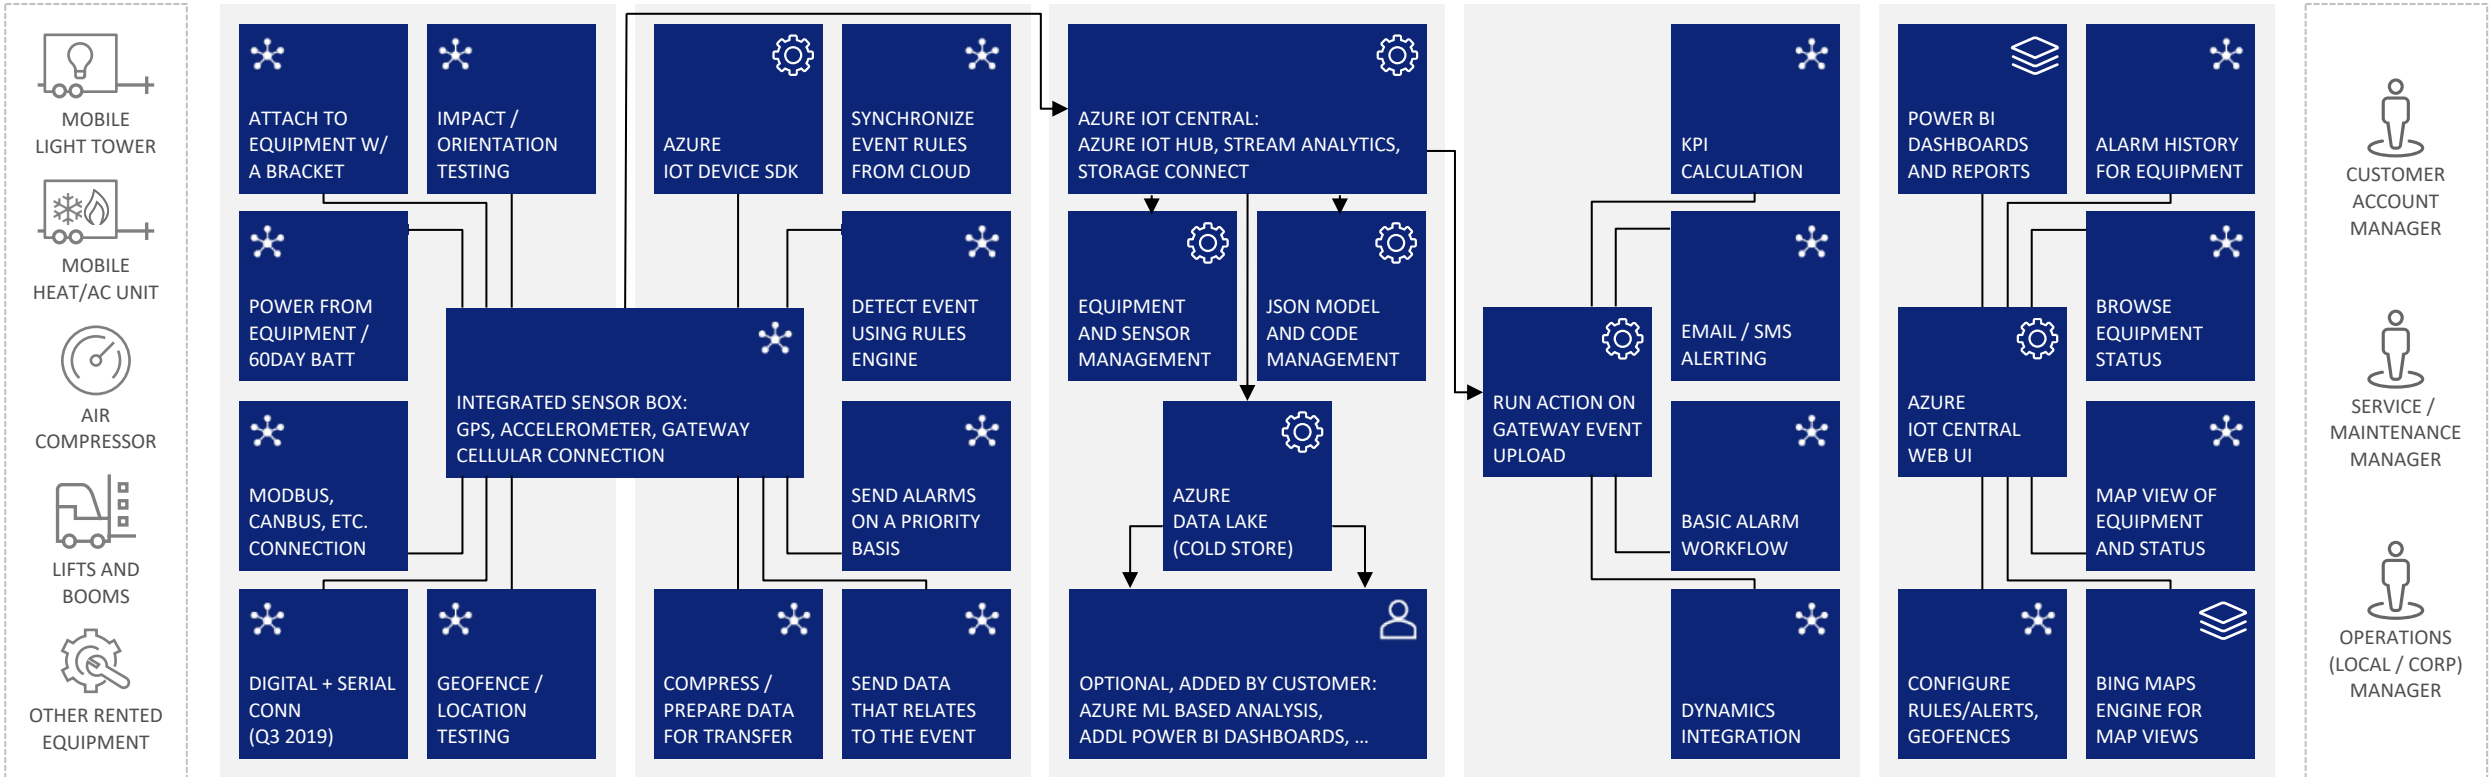 MOBILE
LIGHT TOWER
MOBILE
HEAT/AC UNIT
AIR
COMPRESSOR
LIFTS AND
BOOMS
OTHER RENTED
EQUIPMENT
ATTACH TO
EQUIPMENT W/
A BRACKET
IMPACT /
ORIENTATION
TESTING
POWER FROM
EQUIPMENT /
60DAY BATT
MODBUS,
CANBUS, ETC.
CONNECTION
DIGITAL + SERIAL
CONN
(Q3 2019)
GEOFENCE /
LOCATION
TESTING
INTEGRATED SENSOR BOX:
GPS, ACCELEROMETER, GATEWAY
CELLULAR CONNECTION
AZURE
IOT DEVICE SDK
SYNCHRONIZE
EVENT RULES
FROM CLOUD
DETECT EVENT
USING RULES
ENGINE
SEND ALARMS
ON A PRIORITY
BASIS
COMPRESS /
PREPARE DATA
FOR TRANSFER
SEND DATA
THAT RELATES
TO THE EVENT
AZURE IOT CENTRAL:
AZURE IOT HUB, STREAM ANALYTICS,
STORAGE CONNECT
EQUIPMENT
AND SENSOR
MANAGEMENT
JSON MODEL
AND CODE
MANAGEMENT
AZURE
DATA LAKE
(COLD STORE)
OPTIONAL, ADDED BY CUSTOMER:
AZURE ML BASED ANALYSIS,
ADDL POWER BI DASHBOARDS, ...
RUN ACTION ON
GATEWAY EVENT
UPLOAD
KPI
CALCULATION
EMAIL / SMS
ALERTING
BASIC ALARM
WORKFLOW
DYNAMICS
INTEGRATION
POWER BI
DASHBOARDS
AND REPORTS
ALARM HISTORY
FOR EQUIPMENT
BROWSE
EQUIPMENT
STATUS
AZURE
IOT CENTRAL
WEB UI
MAP VIEW OF
EQUIPMENT
AND STATUS
CONFIGURE
RULES/ALERTS,
GEOFENCES
BING MAPS
ENGINE FOR
MAP VIEWS
CUSTOMER
ACCOUNT
MANAGER
SERVICE /
MAINTENANCE
MANAGER
OPERATIONS
(LOCAL / CORP)
MANAGER